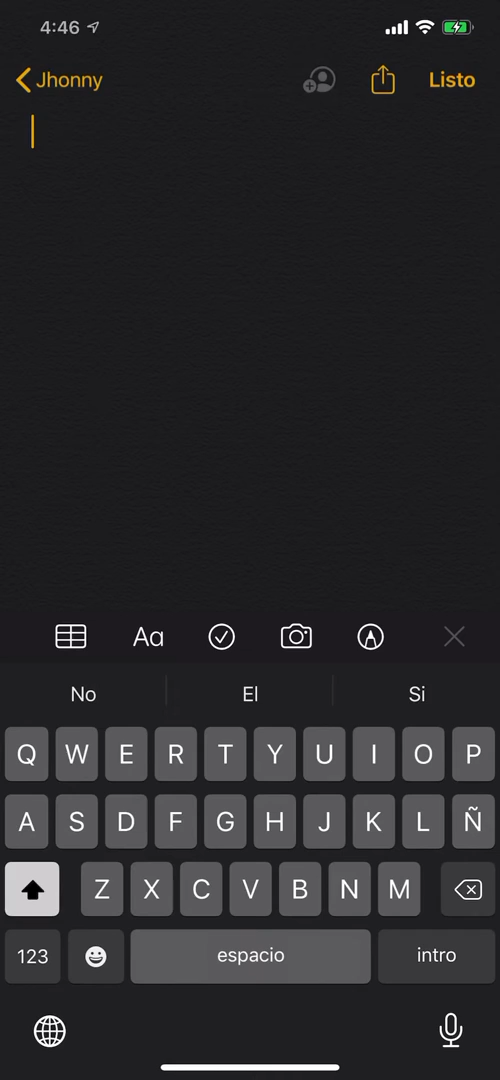 4:46
Jhonny Listo
Aa
No El Si
Q W E R T Y U I O P
A S D F G H J K L Ñ
Z X C V B N M
123 espacio intro